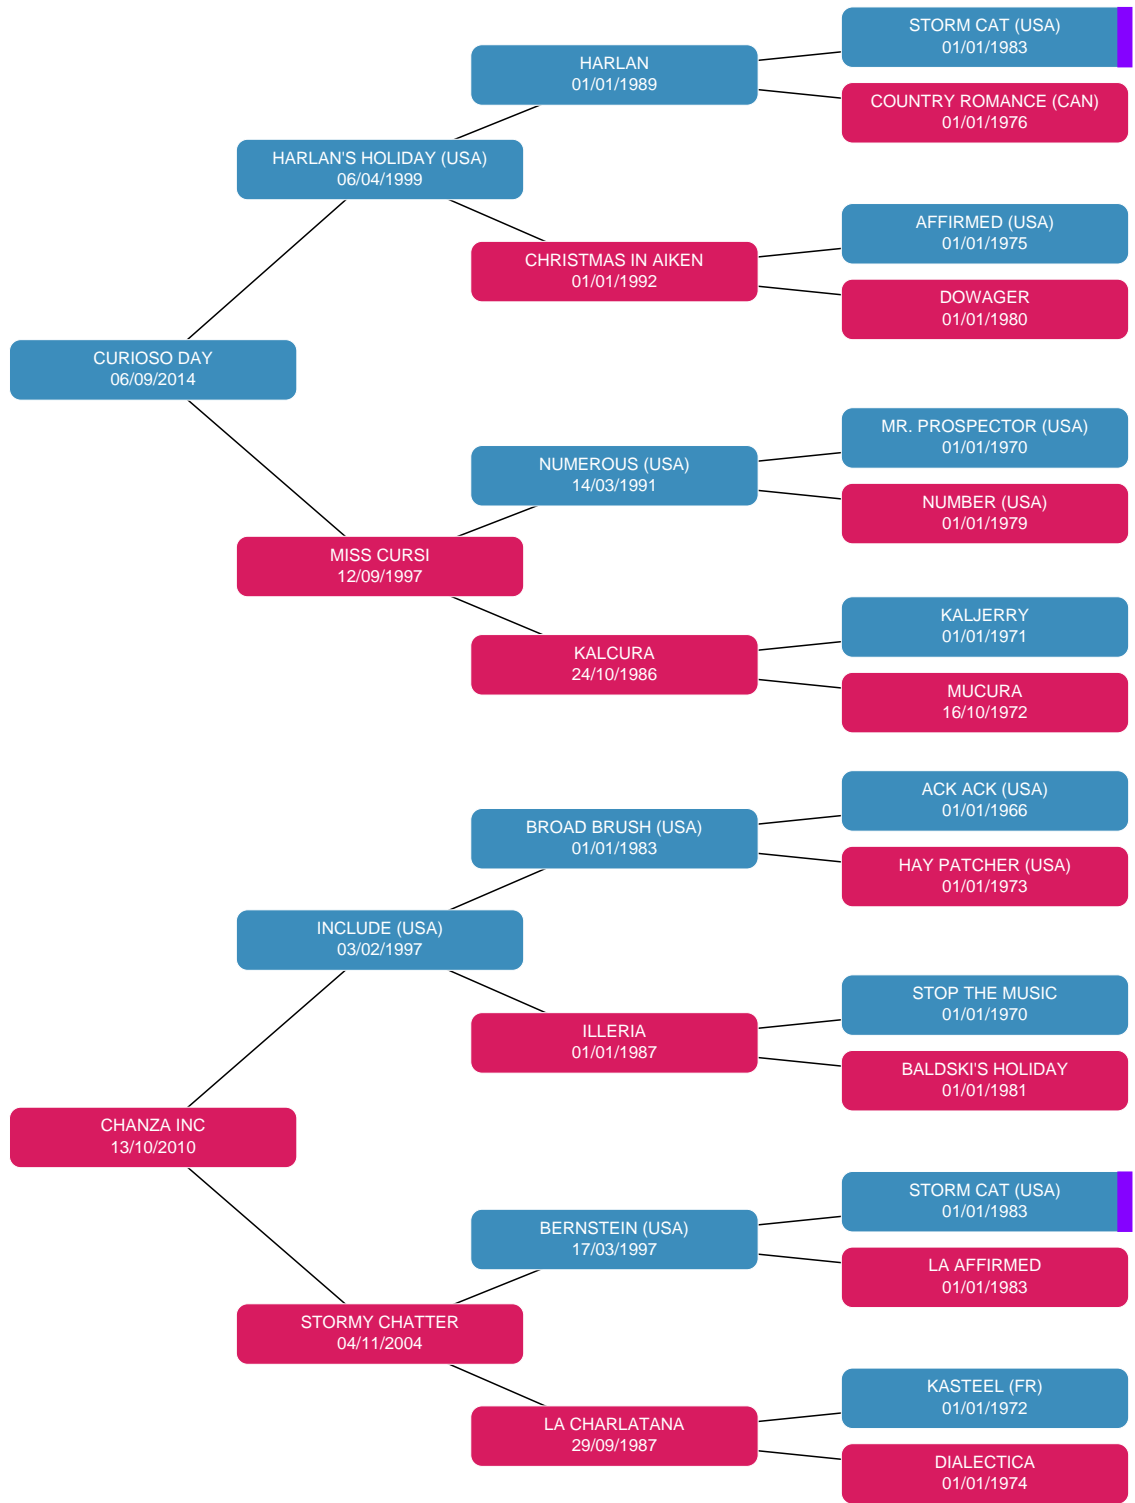 STORM CAT (USA)
01/01/1983
HARLAN
01/01/1989
COUNTRY ROMANCE (CAN)
01/01/1976
HARLAN'S HOLIDAY (USA)
06/04/1999
AFFIRMED (USA)
01/01/1975
CHRISTMAS IN AIKEN
01/01/1992
DOWAGER
01/01/1980
CURIOSO DAY
06/09/2014
MR. PROSPECTOR (USA)
01/01/1970
NUMEROUS (USA)
14/03/1991
NUMBER (USA)
01/01/1979
MISS CURSI
12/09/1997
KALJERRY
01/01/1971
KALCURA
24/10/1986
MUCURA
16/10/1972
ACK ACK (USA)
01/01/1966
BROAD BRUSH (USA)
01/01/1983
HAY PATCHER (USA)
01/01/1973
INCLUDE (USA)
03/02/1997
STOP THE MUSIC
01/01/1970
ILLERIA
01/01/1987
BALDSKI'S HOLIDAY
01/01/1981
CHANZA INC
13/10/2010
STORM CAT (USA)
01/01/1983
BERNSTEIN (USA)
17/03/1997
LA AFFIRMED
01/01/1983
STORMY CHATTER
04/11/2004
KASTEEL (FR)
01/01/1972
LA CHARLATANA
29/09/1987
DIALECTICA
01/01/1974